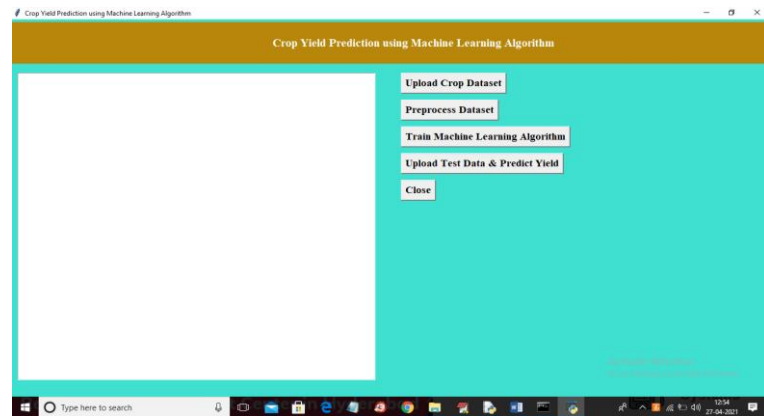 Crop Yield Prediction using Machine Learning Algorithm
Crop Yield Prediction using Machine Learning Algorithm
Upload Crop Dataset
Preprocess Dataset
Train Machine Learning Algorithm
Upload Test Data & Predict Yield
Close
Type here to search
12:54
27-04-2021